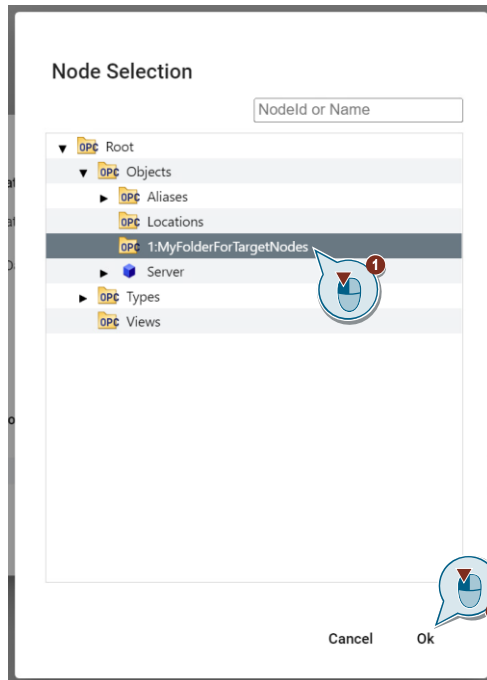 Node Selection
NodeId or Name
OPC Root
OPC Objects
OPC Aliases
OPC Locations
OPC 1:MyFolderForTargetNodes
1
Server
OPC Types
OPC Views
Cancel Ok